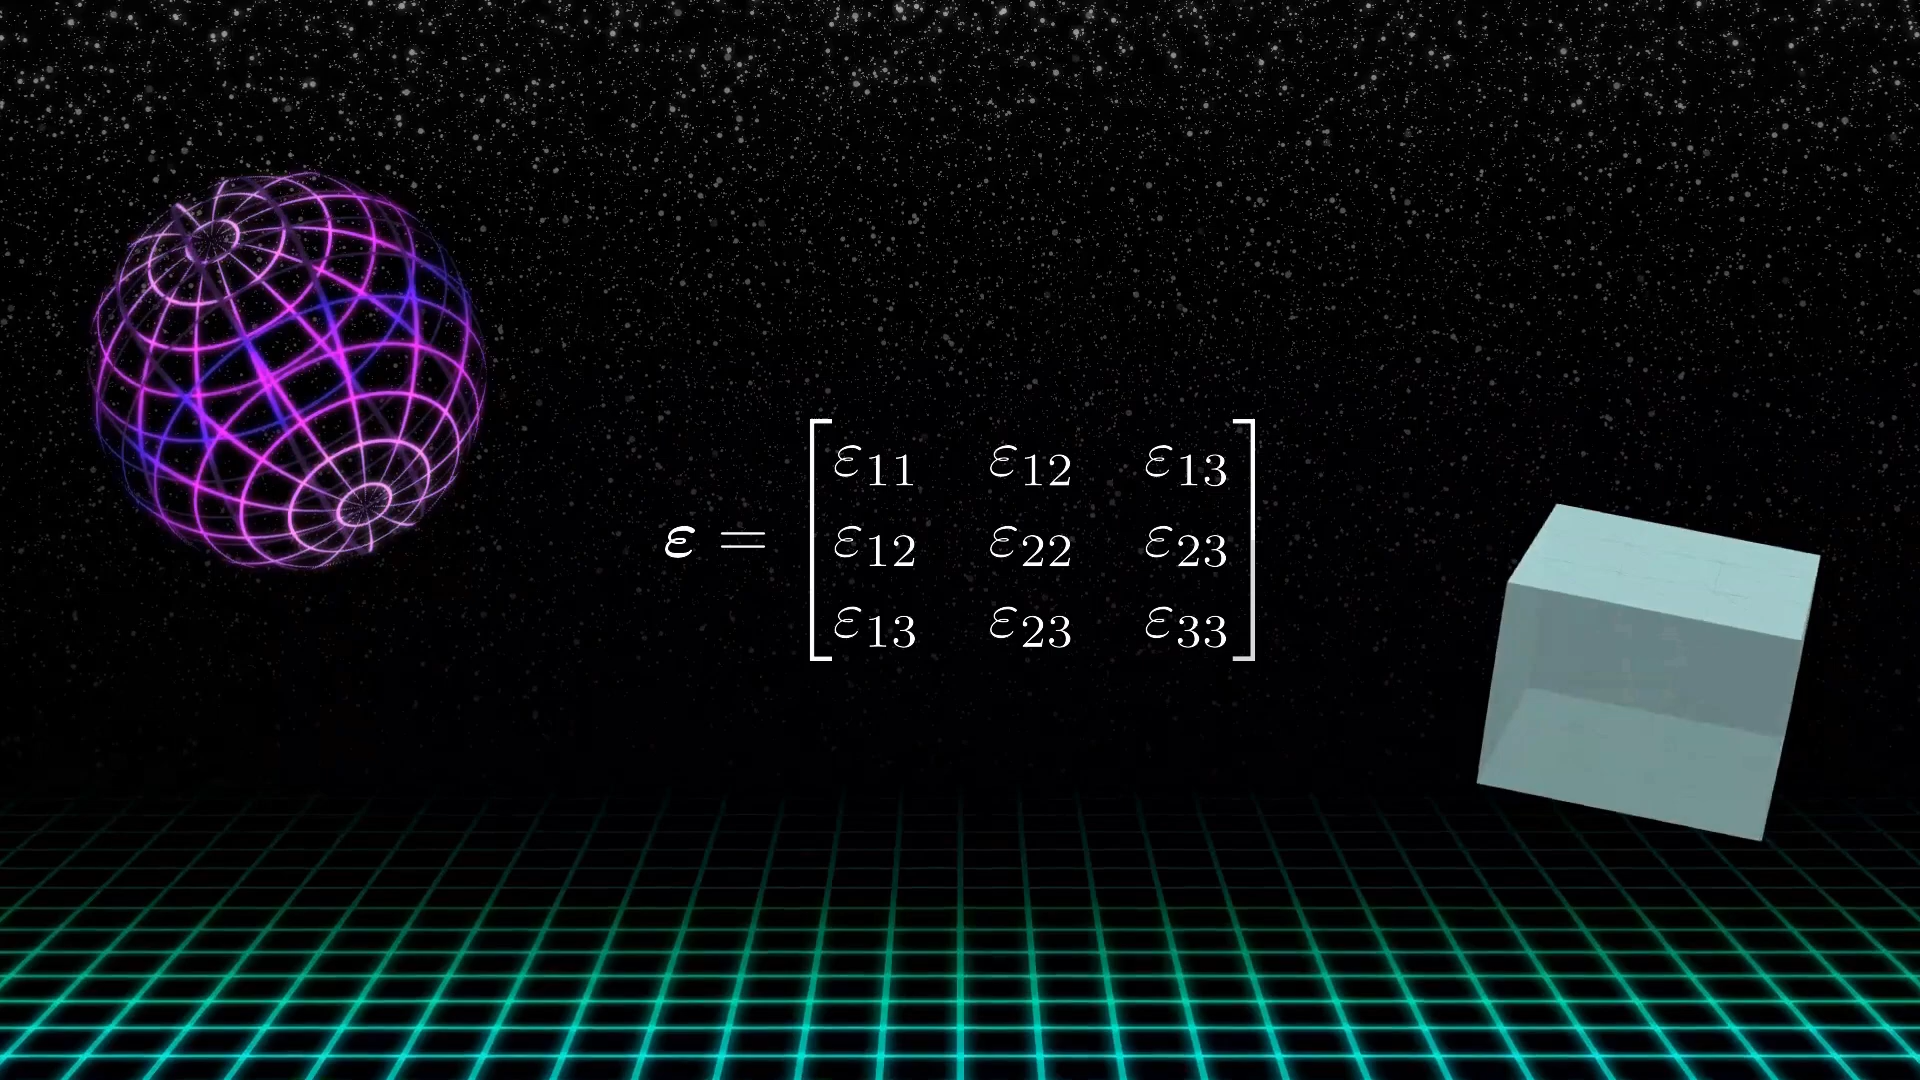 ε = [ε₁₁ ε₁₂ ε₁₃
ε₁₂ ε₂₂ ε₂₃
ε₁₃ ε₂₃ ε₃₃]